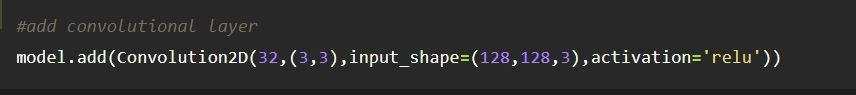 #add convolutional layer
model.add(Convolution2D(32,(3,3),input_shape=(128,128,3),activation='relu'))